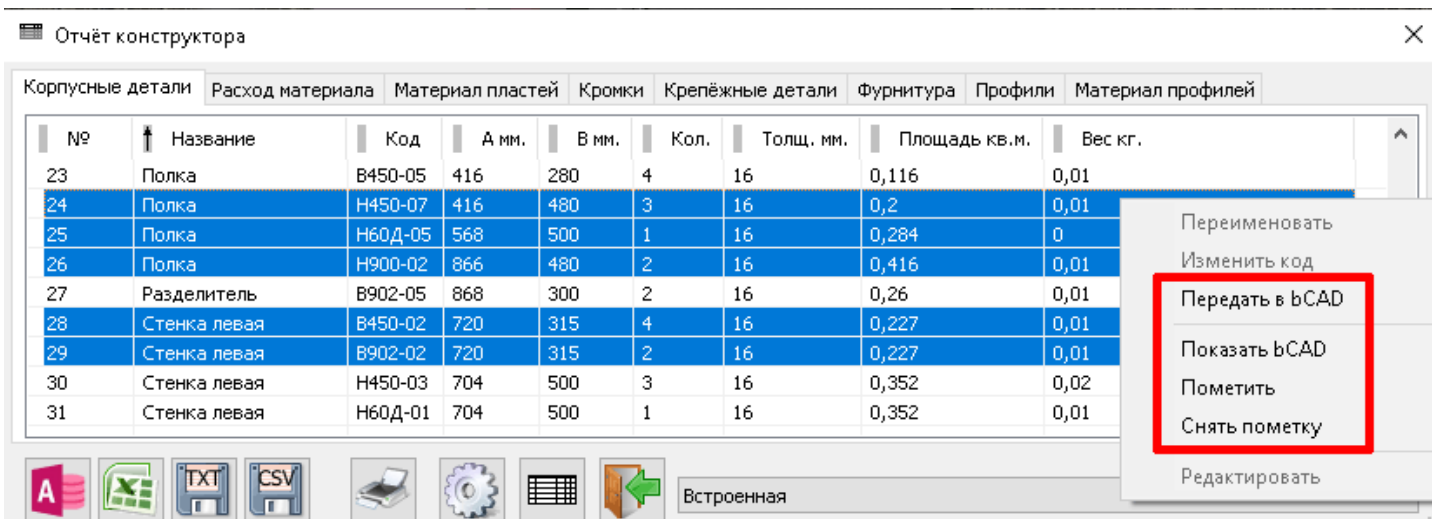 Отчёт конструктора
Корпусные детали Расход материала Материал пластей Кромки Крепёжные детали Фурнитура Профили Материал профилей
№ Название Код А мм. В мм. Кол. Толщ. мм. Площадь кв.м. Вес кг.
23 Полка В450-05 416 280 4 16 0,116 0,01
24 Полка Н450-07 416 480 3 16 0,2 0,01
25 Полка Н60Д-05 568 500 1 16 0,284 0
26 Полка Н900-02 866 480 2 16 0,416 0,01
27 Разделитель В902-05 868 300 2 16 0,26 0,01
28 Стенка левая В450-02 720 315 4 16 0,227 0,01
29 Стенка левая В902-02 720 315 2 16 0,227 0,01
30 Стенка левая Н450-03 704 500 3 16 0,352 0,02
31 Стенка левая Н60Д-01 704 500 1 16 0,352 0,01
Переименовать
Изменить код
Передать в bCAD
Показать bCAD
Пометить
Снять пометку
Редактировать
A X TXT CSV Встроенная